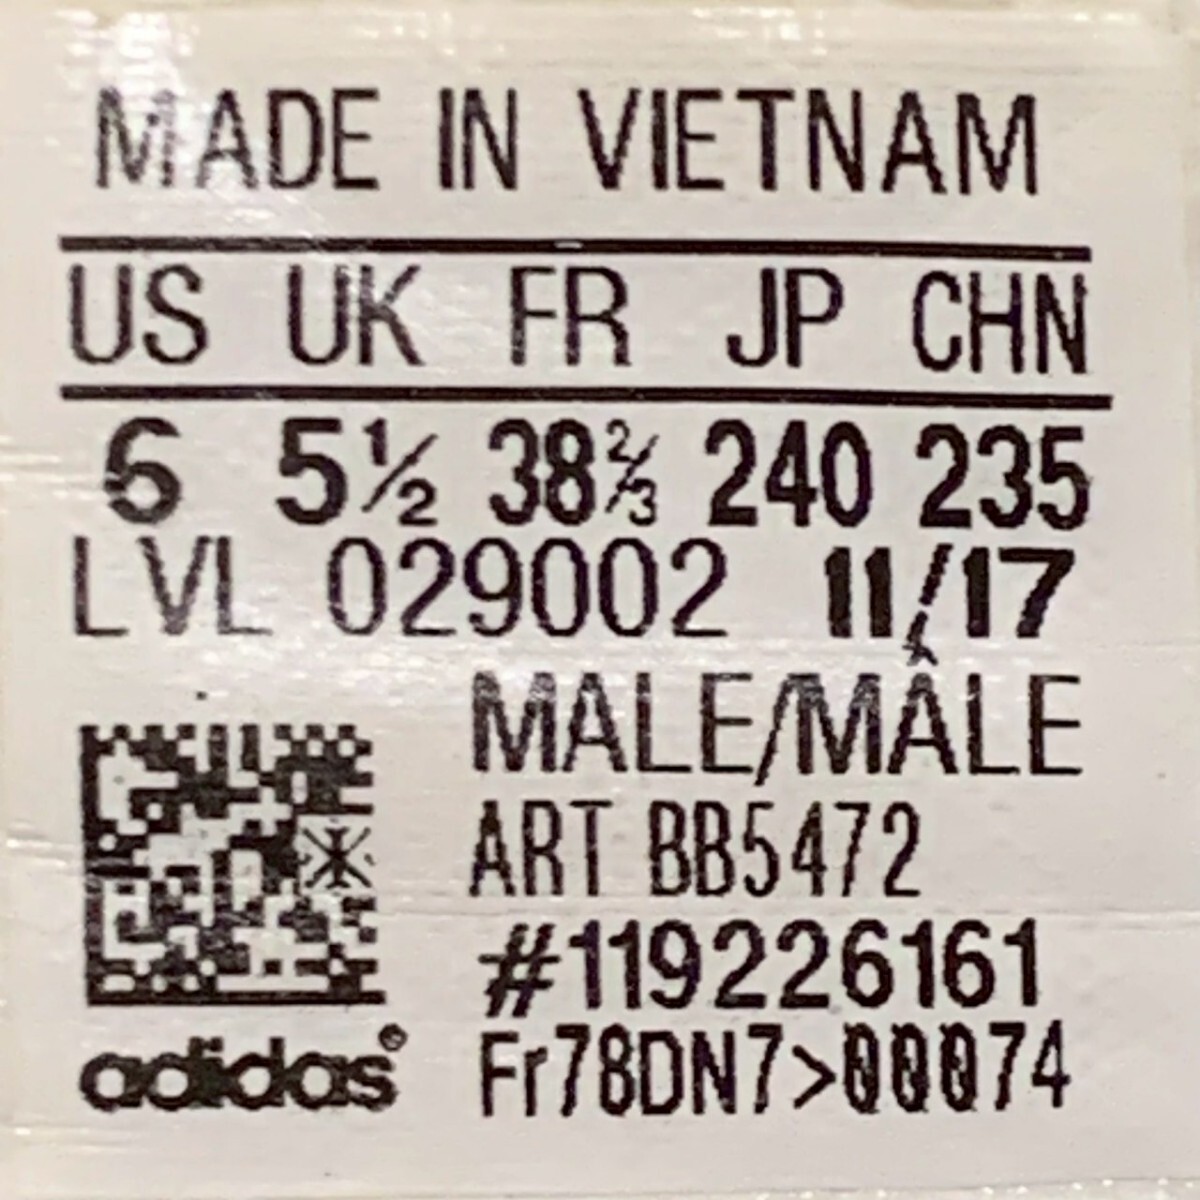 MADE IN VIETNAM
US UK FR JP CHN
6 5½ 38⅔ 240 235
LVL 029002 11/17
MALE/MÂLE
ART BB5472
#119226161
adidas® Fr78DN7>00074